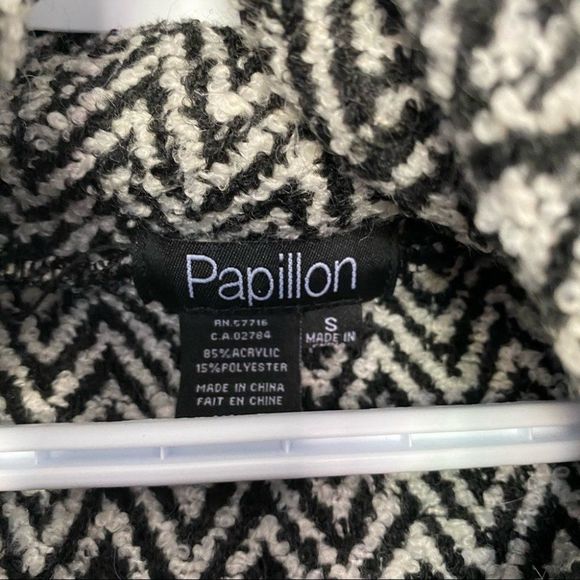 Papillon
RN.57716
C.A.02784
85%ACRYLIC
15%POLYESTER
MADE IN CHINA
FAIT EN CHINE
S
MADE IN